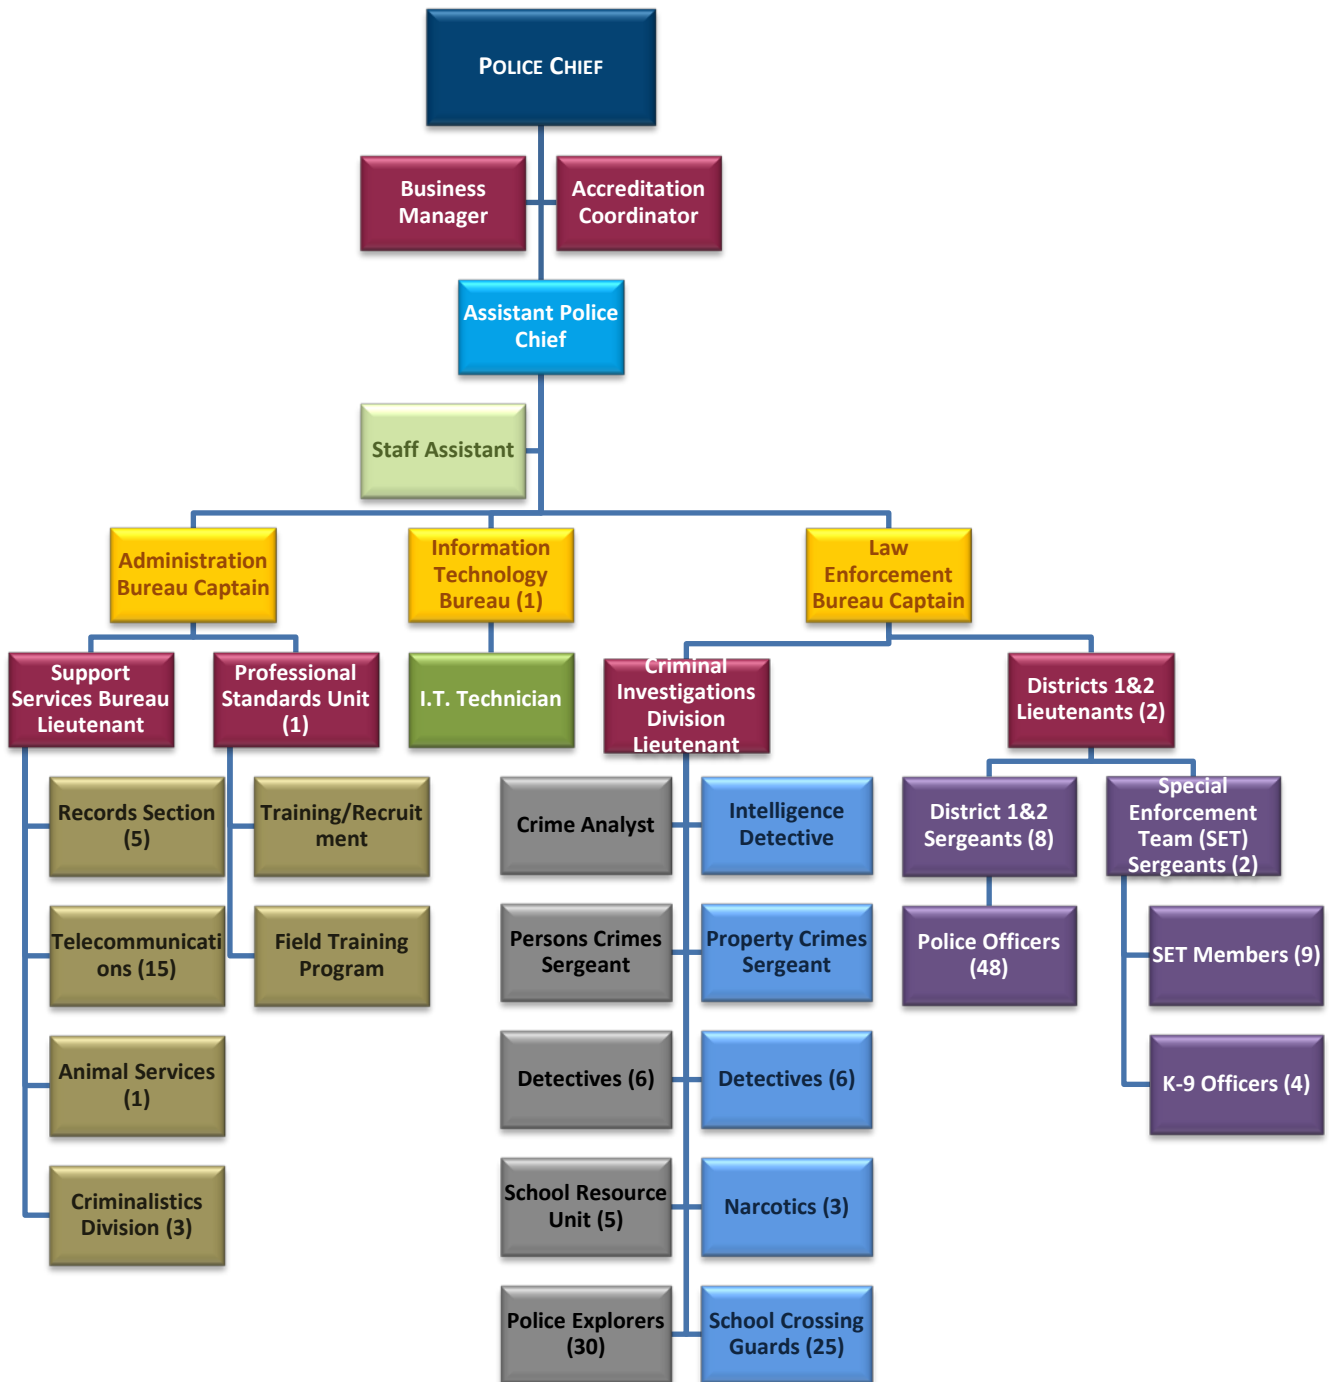 POLICE CHIEF
Business
Manager
Accreditation
Coordinator
Assistant Police
Chief
Staff Assistant
Administration
Bureau Captain
Information
Technology
Bureau (1)
Law
Enforcement
Bureau Captain
Support
Services Bureau
Lieutenant
Professional
Standards Unit
(1)
I.T. Technician
Criminal
Investigations
Division
Lieutenant
Districts 1&2
Lieutenants (2)
Records Section
(5)
Training/Recruit
ment
Crime Analyst
Intelligence
Detective
District 1&2
Sergeants (8)
Special
Enforcement
Team (SET)
Sergeants (2)
Telecommunicati
ons (15)
Field Training
Program
Persons Crimes
Sergeant
Property Crimes
Sergeant
Police Officers
(48)
SET Members (9)
Animal Services
(1)
Detectives (6)
Detectives (6)
K-9 Officers (4)
Criminalistics
Division (3)
School Resource
Unit (5)
Narcotics (3)
Police Explorers
(30)
School Crossing
Guards (25)